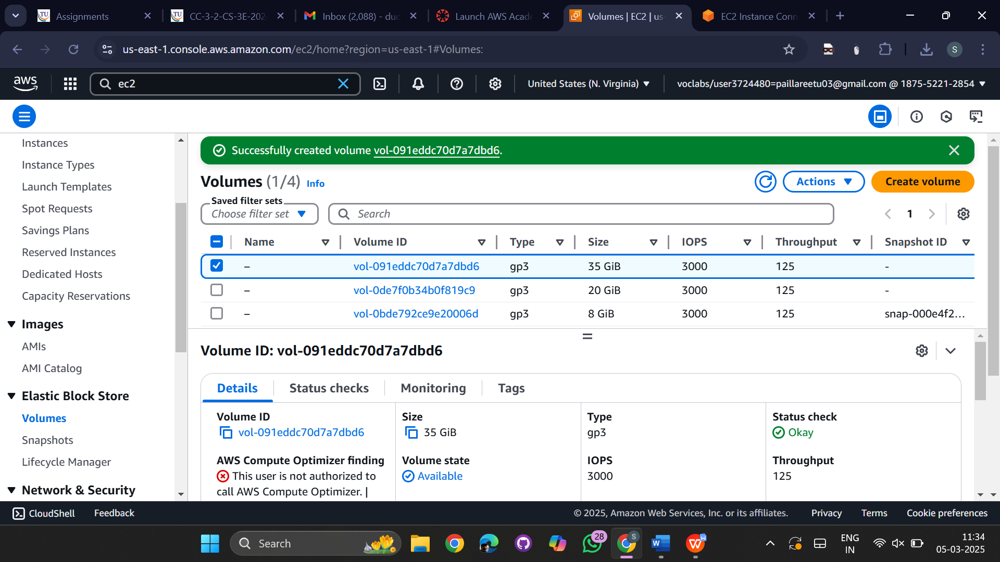 Assignments
CC-3-2-CS-3E-202
Inbox (2,088) - dud
Launch AWS Acade
Volumes | EC2 | us-
EC2 Instance Conn
us-east-1.console.aws.amazon.com/ec2/home?region=us-east-1#Volumes:
S
aws
ec2
United States (N. Virginia)
voclabs/user3724480=paillareetu03@gmail.com @ 1875-5221-2854
Instances
Instance Types
Launch Templates
Spot Requests
Savings Plans
Reserved Instances
Dedicated Hosts
Capacity Reservations
Images
AMIs
AMI Catalog
Elastic Block Store
Volumes
Snapshots
Lifecycle Manager
Network & Security
Successfully created volume vol-091eddc70d7a7dbd6.
Volumes (1/4) Info
Actions
Create volume
Saved filter sets
Choose filter set
Search
1
Name Volume ID Type Size IOPS Throughput Snapshot ID
– vol-091eddc70d7a7dbd6 gp3 35 GiB 3000 125 -
– vol-0de7f0b34b0f819c9 gp3 20 GiB 3000 125 -
– vol-0bde792ce9e20006d gp3 8 GiB 3000 125 snap-000e4f2...
Volume ID: vol-091eddc70d7a7dbd6
Details Status checks Monitoring Tags
Volume ID
vol-091eddc70d7a7dbd6
Size
35 GiB
Type
gp3
Status check
Okay
AWS Compute Optimizer finding
This user is not authorized to
call AWS Compute Optimizer. |
Volume state
Available
IOPS
3000
Throughput
125
CloudShell Feedback © 2025, Amazon Web Services, Inc. or its affiliates. Privacy Terms Cookie preferences
Search
28
S
ENG
IN
11:34
05-03-2025